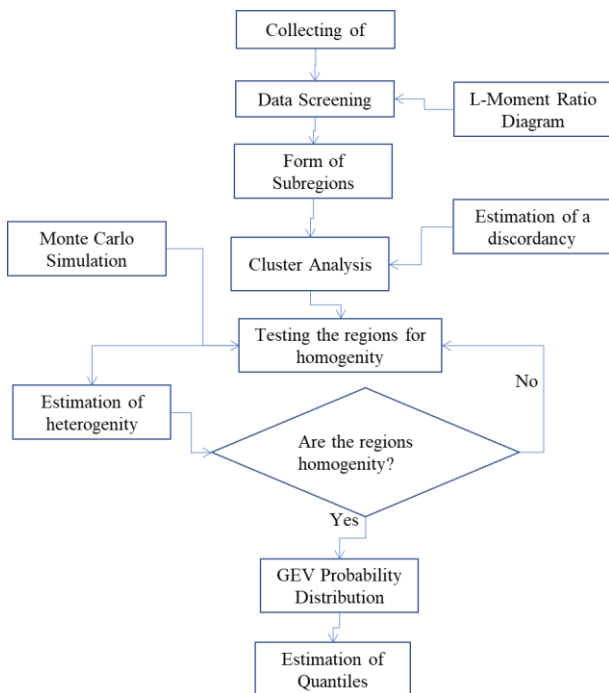 Collecting of
Data Screening
L-Moment Ratio
Diagram
Form of
Subregions
Estimation of a
discordancy
Monte Carlo
Simulation
Cluster Analysis
Testing the regions for
homogenity
No
Estimation of
heterogenity
Are the regions
homogenity?
Yes
GEV Probability
Distribution
Estimation of
Quantiles